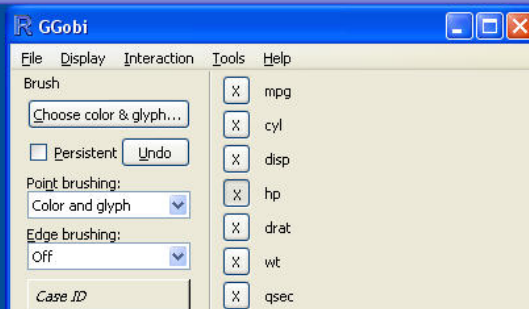 R GGobi
File Display Interaction Tools Help
Brush
Choose color & glyph...
Persistent Undo
Point brushing:
Color and glyph
Edge brushing:
Off
Case ID
X mpg
X cyl
X disp
X hp
X drat
X wt
X qsec